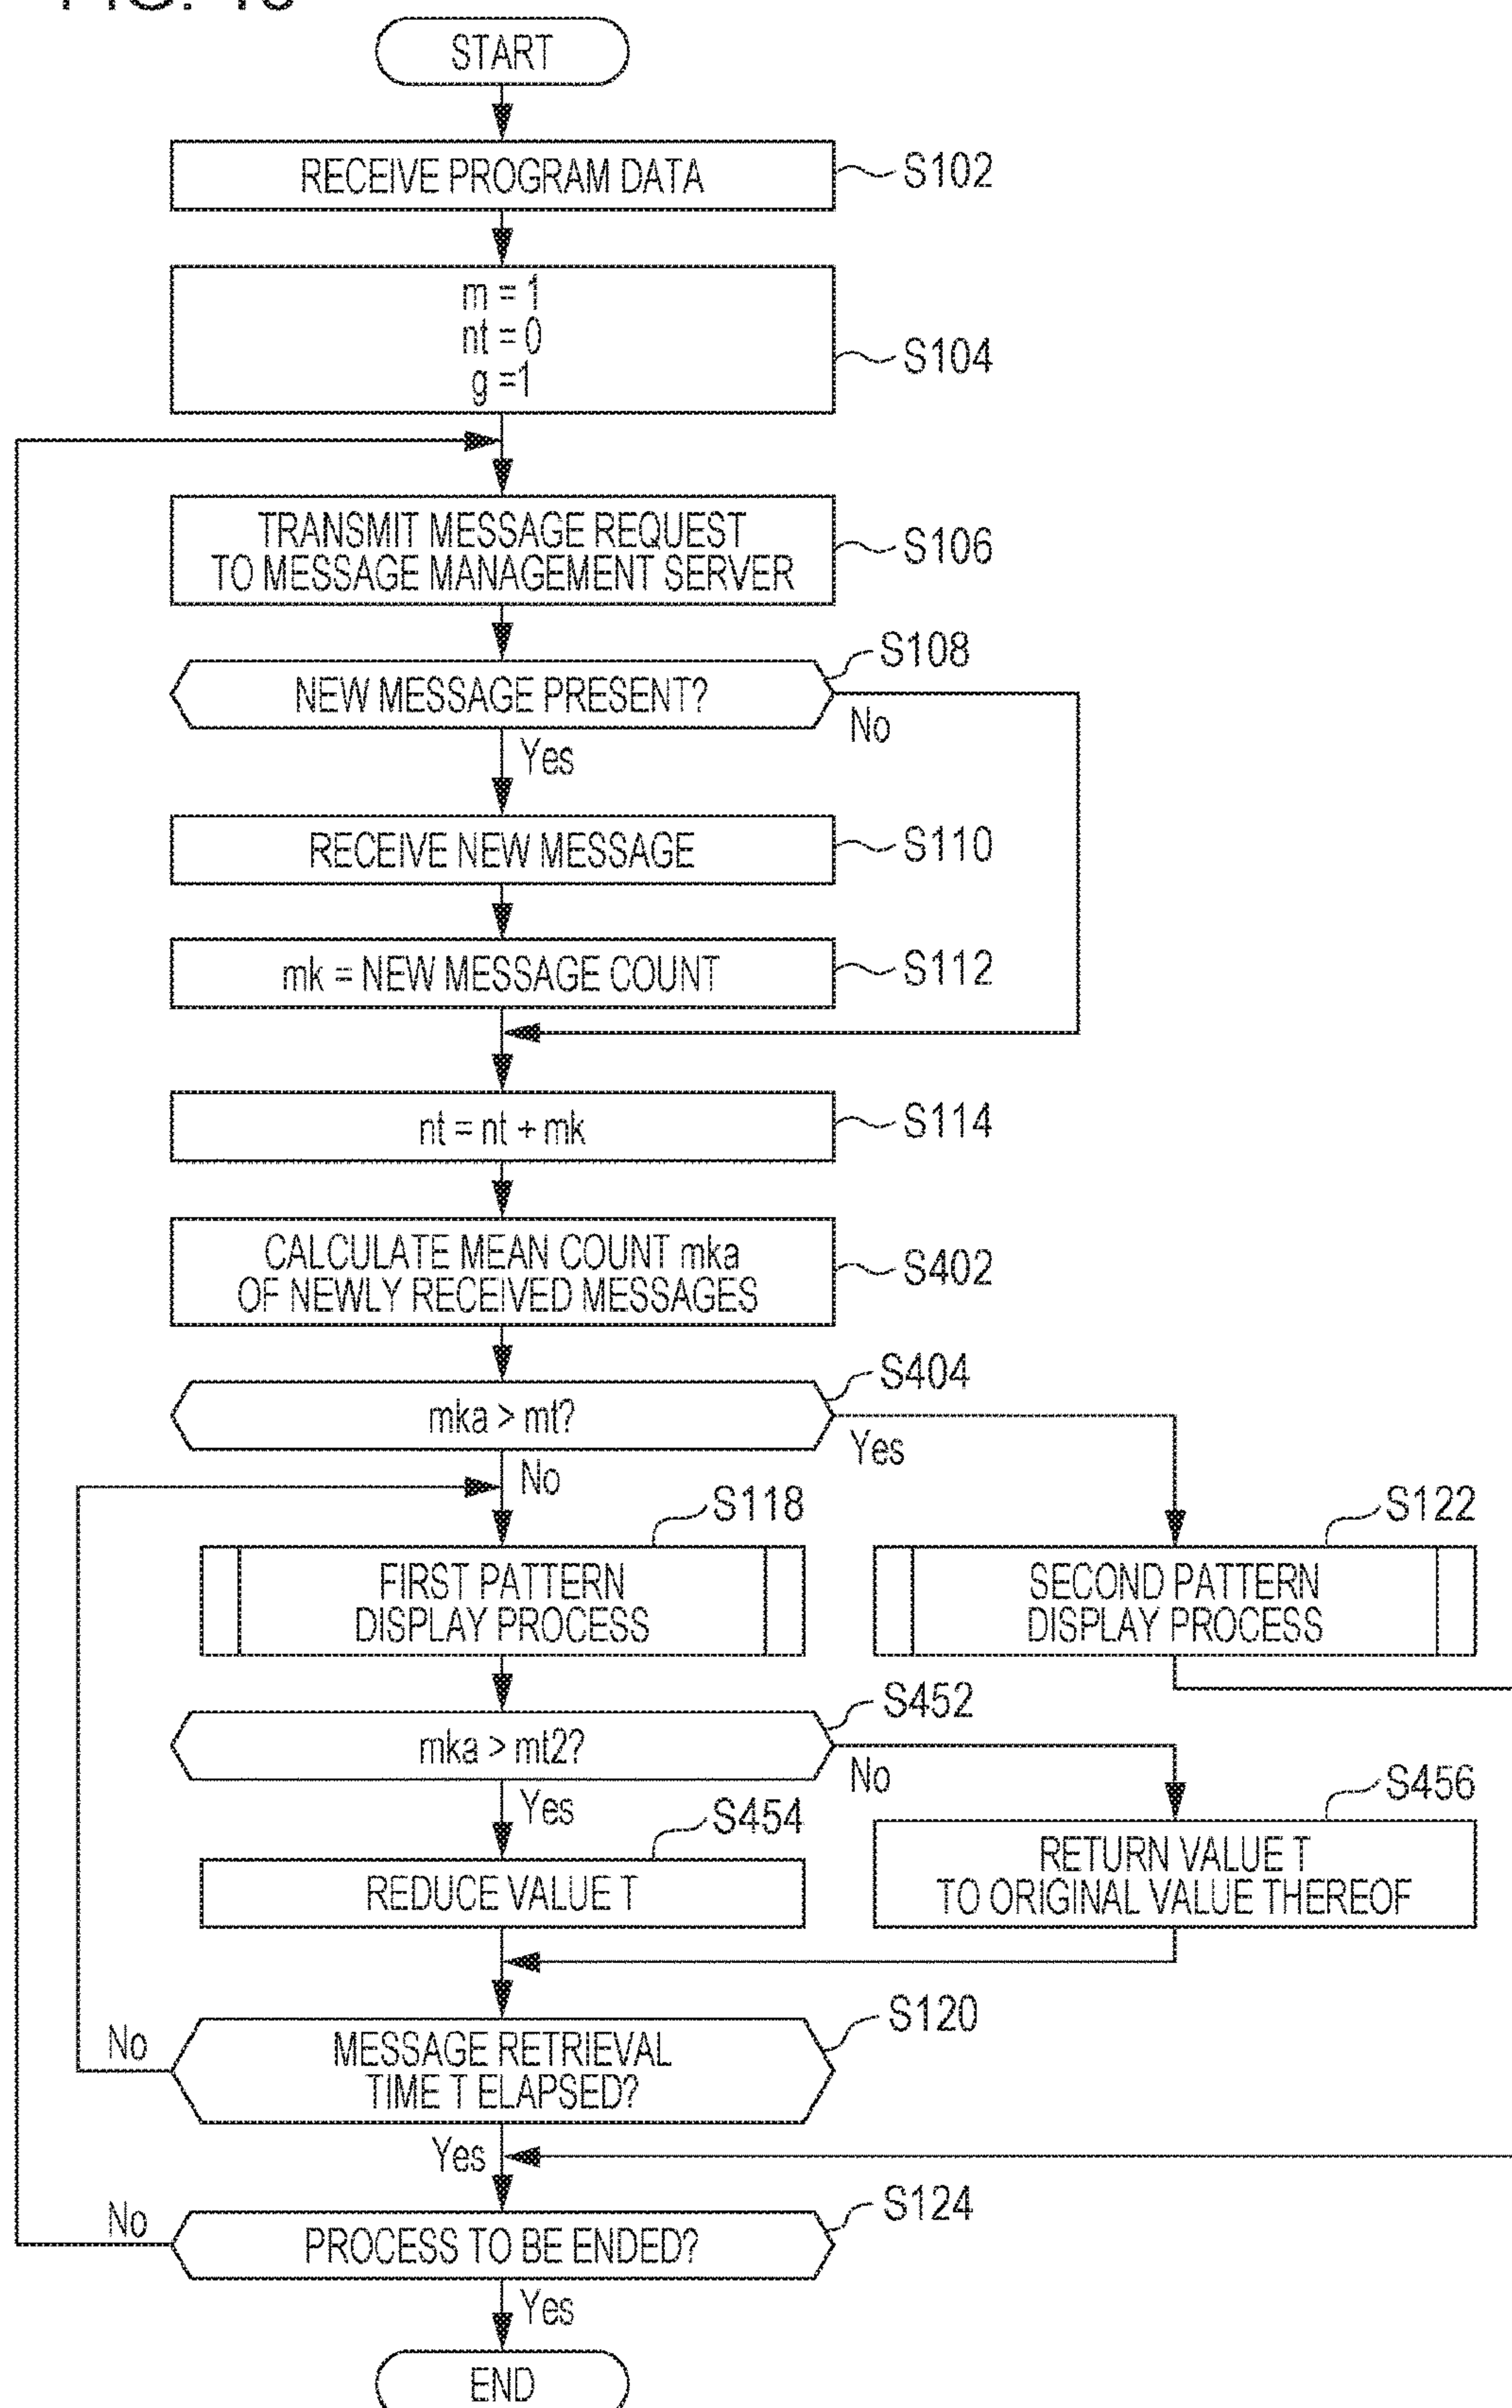 START
RECEIVE PROGRAM DATA
S102
m = 1
nt = 0
g =1
S104
TRANSMIT MESSAGE REQUEST
TO MESSAGE MANAGEMENT SERVER
S106
S108
NEW MESSAGE PRESENT?
No
Yes
RECEIVE NEW MESSAGE
S110
mk = NEW MESSAGE COUNT
S112
nt = nt + mk
S114
CALCULATE MEAN COUNT mka
OF NEWLY RECEIVED MESSAGES
S402
S404
mka > mt?
Yes
No
S118
S122
FIRST PATTERN
DISPLAY PROCESS
SECOND PATTERN
DISPLAY PROCESS
S452
mka > mt2?
No
Yes
S454
S456
REDUCE VALUE T
RETURN VALUE T
TO ORIGINAL VALUE THEREOF
S120
No
MESSAGE RETRIEVAL
TIME T ELAPSED?
Yes
S124
No
PROCESS TO BE ENDED?
Yes
END